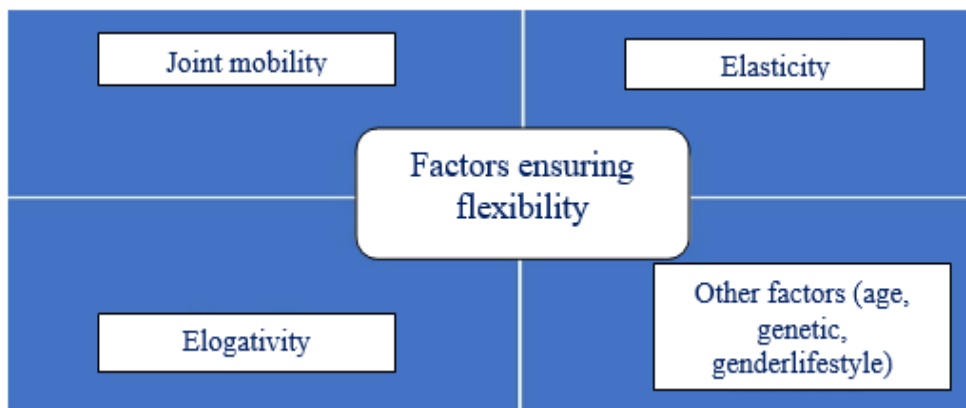 Joint mobility
Elasticity
Factors ensuring
flexibility
Elogativity
Other factors (age,
genetic,
genderlifestyle)